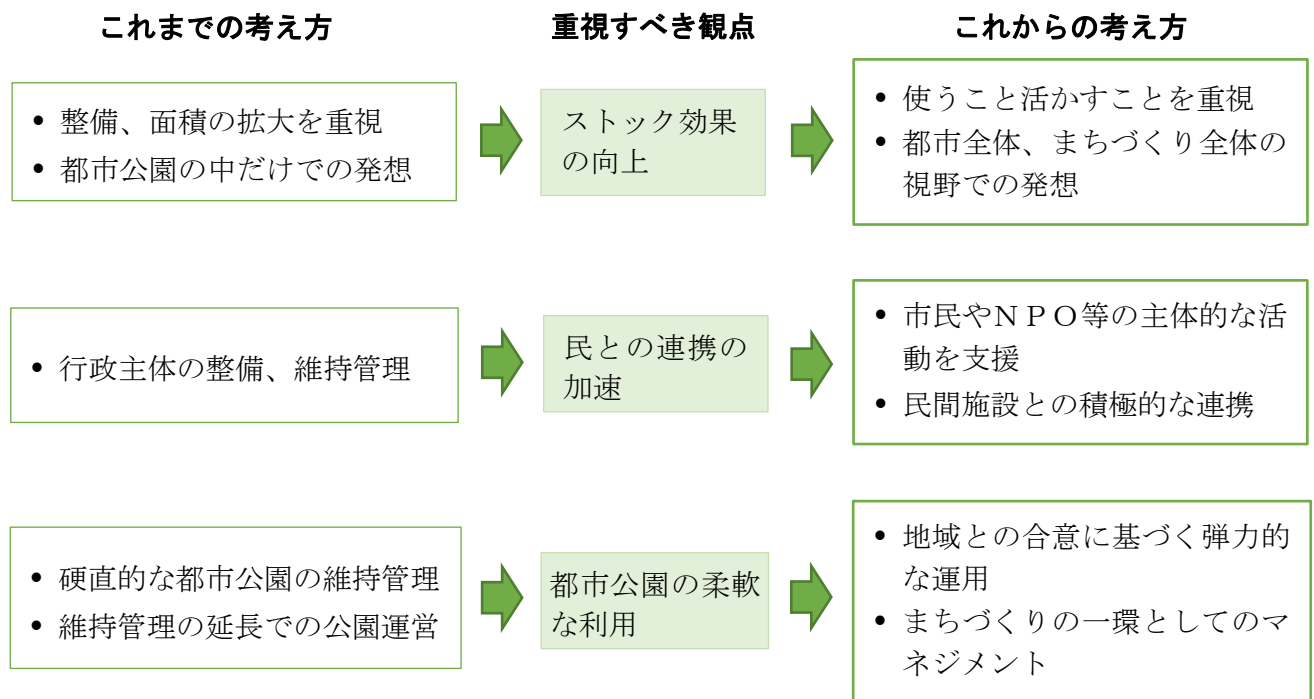 これまでの考え方
重視すべき観点
これからの考え方
• 整備、面積の拡大を重視
• 都市公園の中だけでの発想
ストック効果
の向上
• 使うこと活かすことを重視
• 都市全体、まちづくり全体の
視野での発想
• 行政主体の整備、維持管理
民との連携の
加速
• 市民やＮＰＯ等の主体的な活
動を支援
• 民間施設との積極的な連携
• 硬直的な都市公園の維持管理
• 維持管理の延長での公園運営
都市公園の柔軟
な利用
• 地域との合意に基づく弾力的
な運用
• まちづくりの一環としてのマ
ネジメント